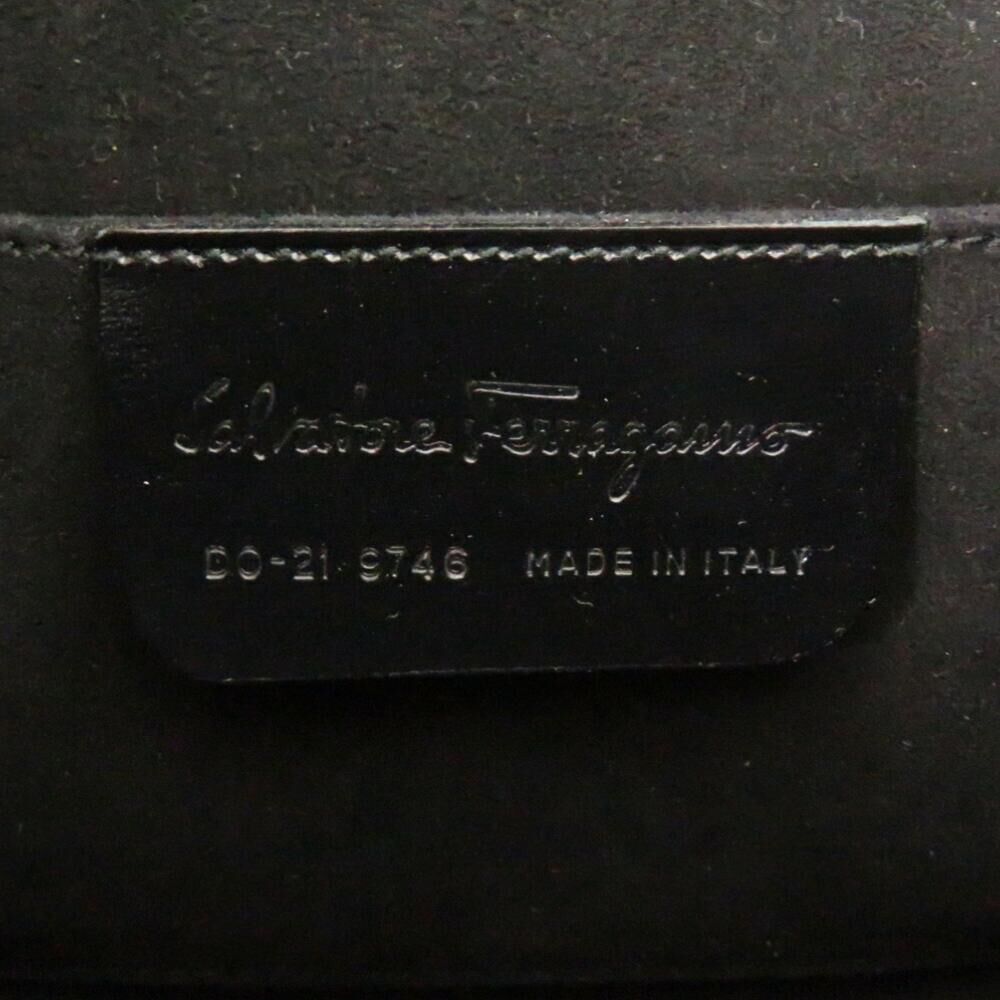 Salvatore Ferragamo
DO-21 9746 MADE IN ITALY